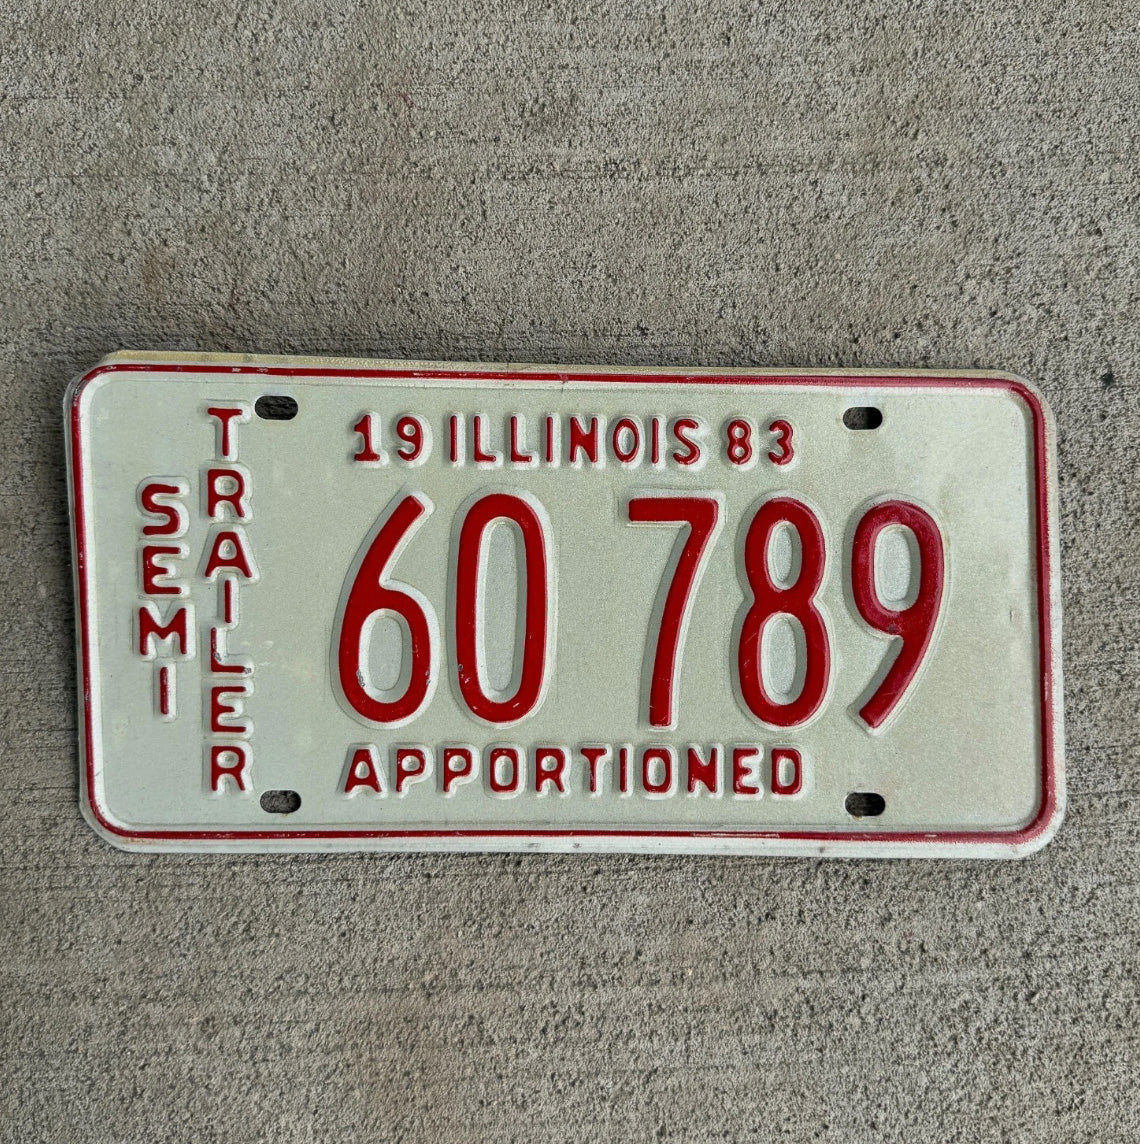 SEMI
TRAILER
19 ILLINOIS 83
60 789
APPORTIONED